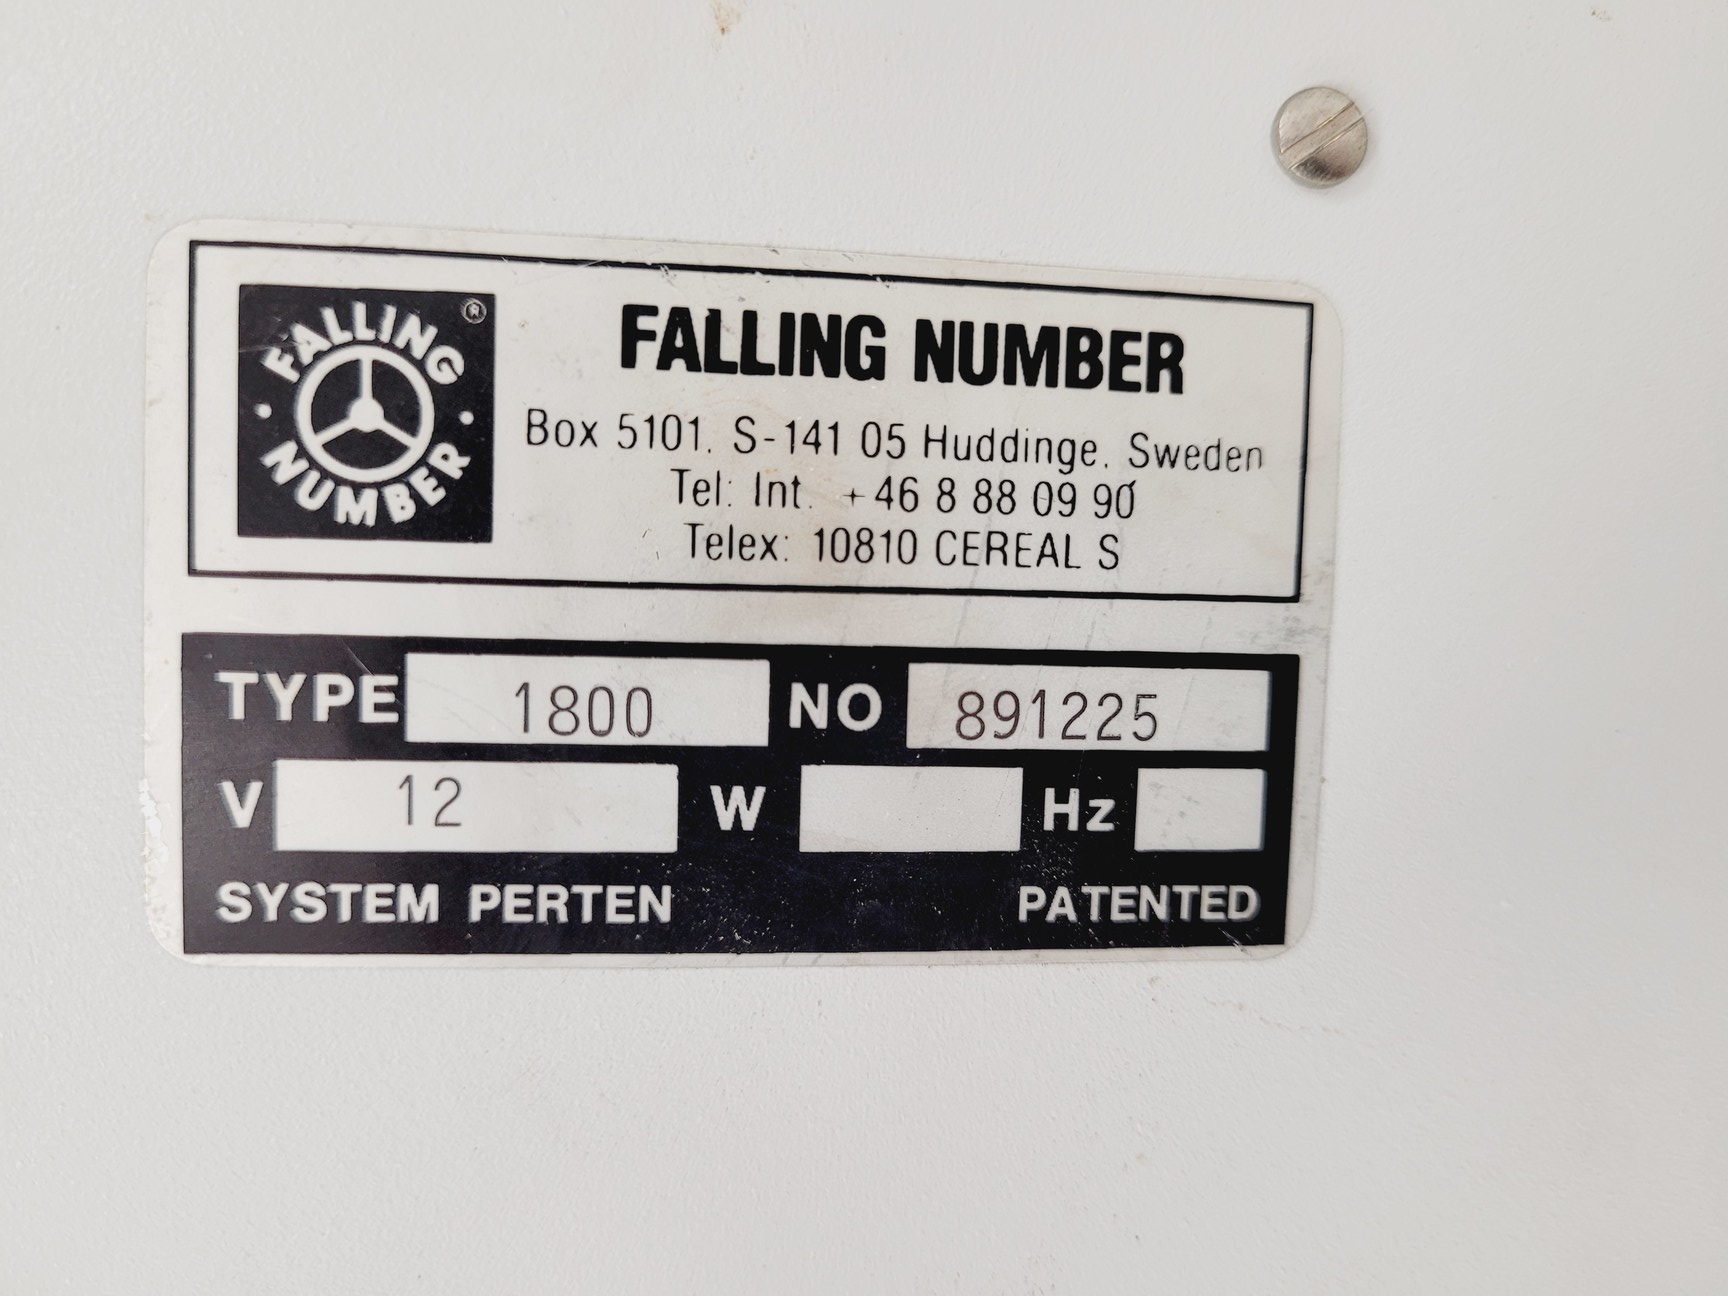 FALLING NUMBER ®
FALLING NUMBER
Box 5101. S-141 05 Huddinge. Sweden
Tel: Int. +46 8 88 09 90
Telex: 10810 CEREAL S
TYPE 1800 NO 891225
V 12 W Hz
SYSTEM PERTEN PATENTED